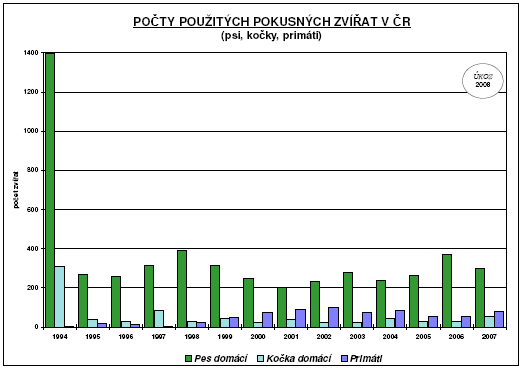 POČTY POUŽITÝCH POKUSNÝCH ZVÍŘAT V ČR
(psi, kočky, primáti)
ÚKOZ
2008
1400
1200
1000
800
600
400
200
0
počet zvířat
1994 1995 1996 1997 1998 1999 2000 2001 2002 2003 2004 2005 2006 2007
Pes domácí Kočka domácí Primáti